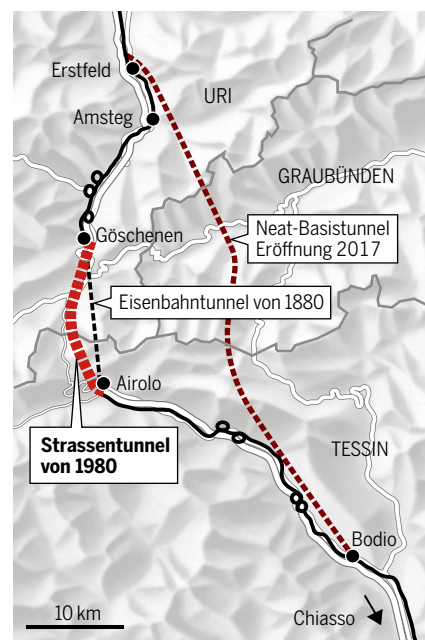 Erstfeld
URI
Amsteg
GRAUBÜNDEN
Göschenen
Neat-Basistunnel
Eröffnung 2017
Eisenbahntunnel von 1880
Airolo
Strassentunnel
von 1980
TESSIN
Bodio
10 km
Chiasso